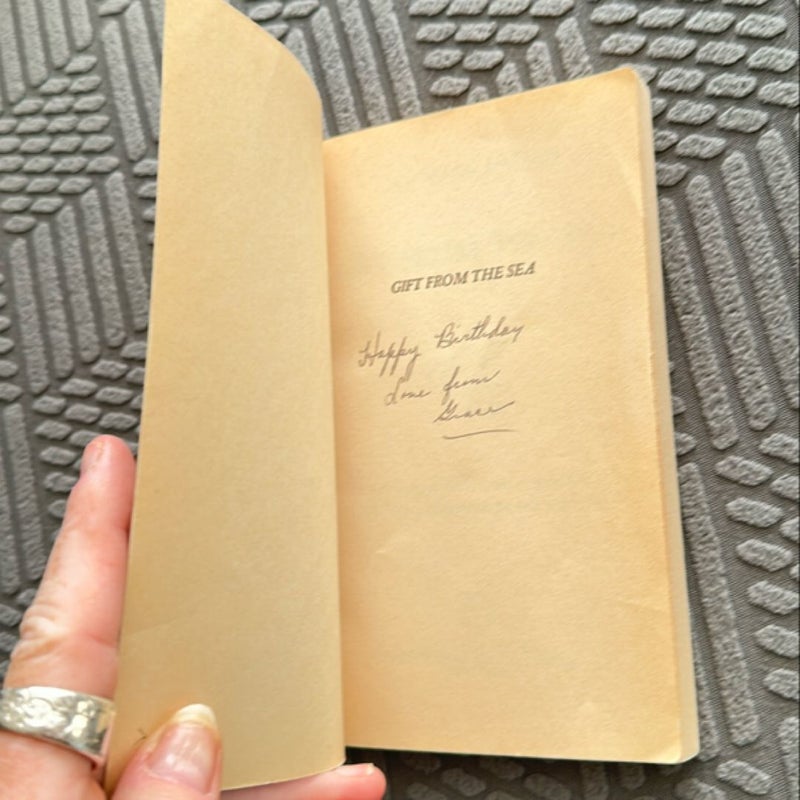 GIFT FROM THE SEA
Happy Birthday
Love from
Grace